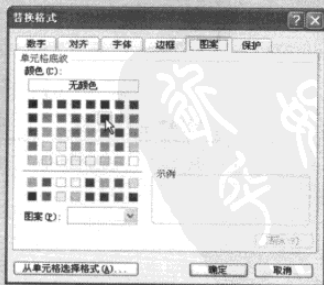 替换格式
数字 对齐 字体 边框 图案 保护
单元格底纹
颜色(C):
无颜色
示例
图案(P):
从单元格选择格式(A)...
确定
取消